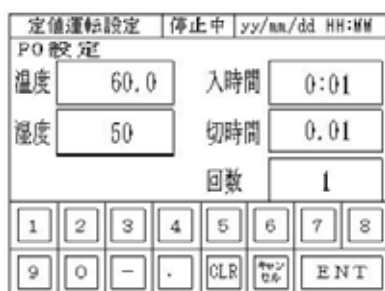 定値運転設定 停止中 yy/mm/dd HH:MM
PO設定
温度 60.0 入時間 0:01
湿度 50 切時間 0.01
回数 1
1 2 3 4 5 6 7 8
9 0 - . CLR キャンセル ENT